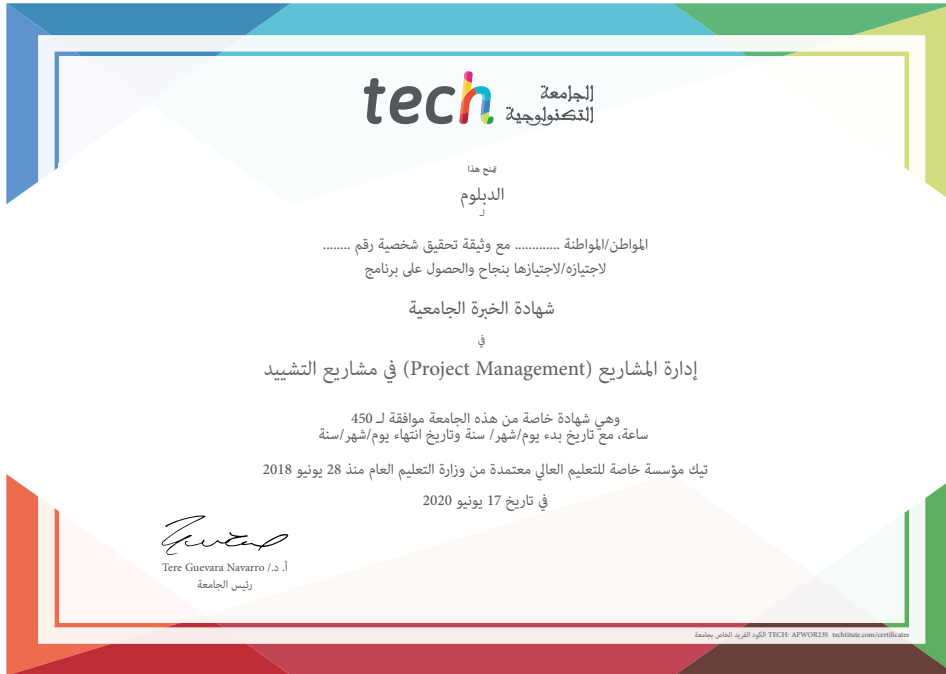 tech الجامعة
التكنولوجية
تمنح هذا
الدبلوم
لـ
المواطن/المواطنة ............. مع وثيقة تحقيق شخصية رقم ........
لاجتيازه/لاجتيازها بنجاح والحصول على برنامج
شهادة الخبرة الجامعية
في
إدارة المشاريع (Project Management) في مشاريع التشييد
وهي شهادة خاصة من هذه الجامعة موافقة لـ 450
ساعة، مع تاريخ بدء يوم/شهر/ سنة وتاريخ انتهاء يوم/شهر/سنة
تيك مؤسسة خاصة للتعليم العالي معتمدة من وزارة التعليم العام منذ 28 يونيو 2018
في تاريخ 17 يونيو 2020
أ. د./ Tere Guevara Navarro
رئيس الجامعة
الكود الفريد الخاص بجامعة TECH: AFWOR23S techtitute.com/certificates